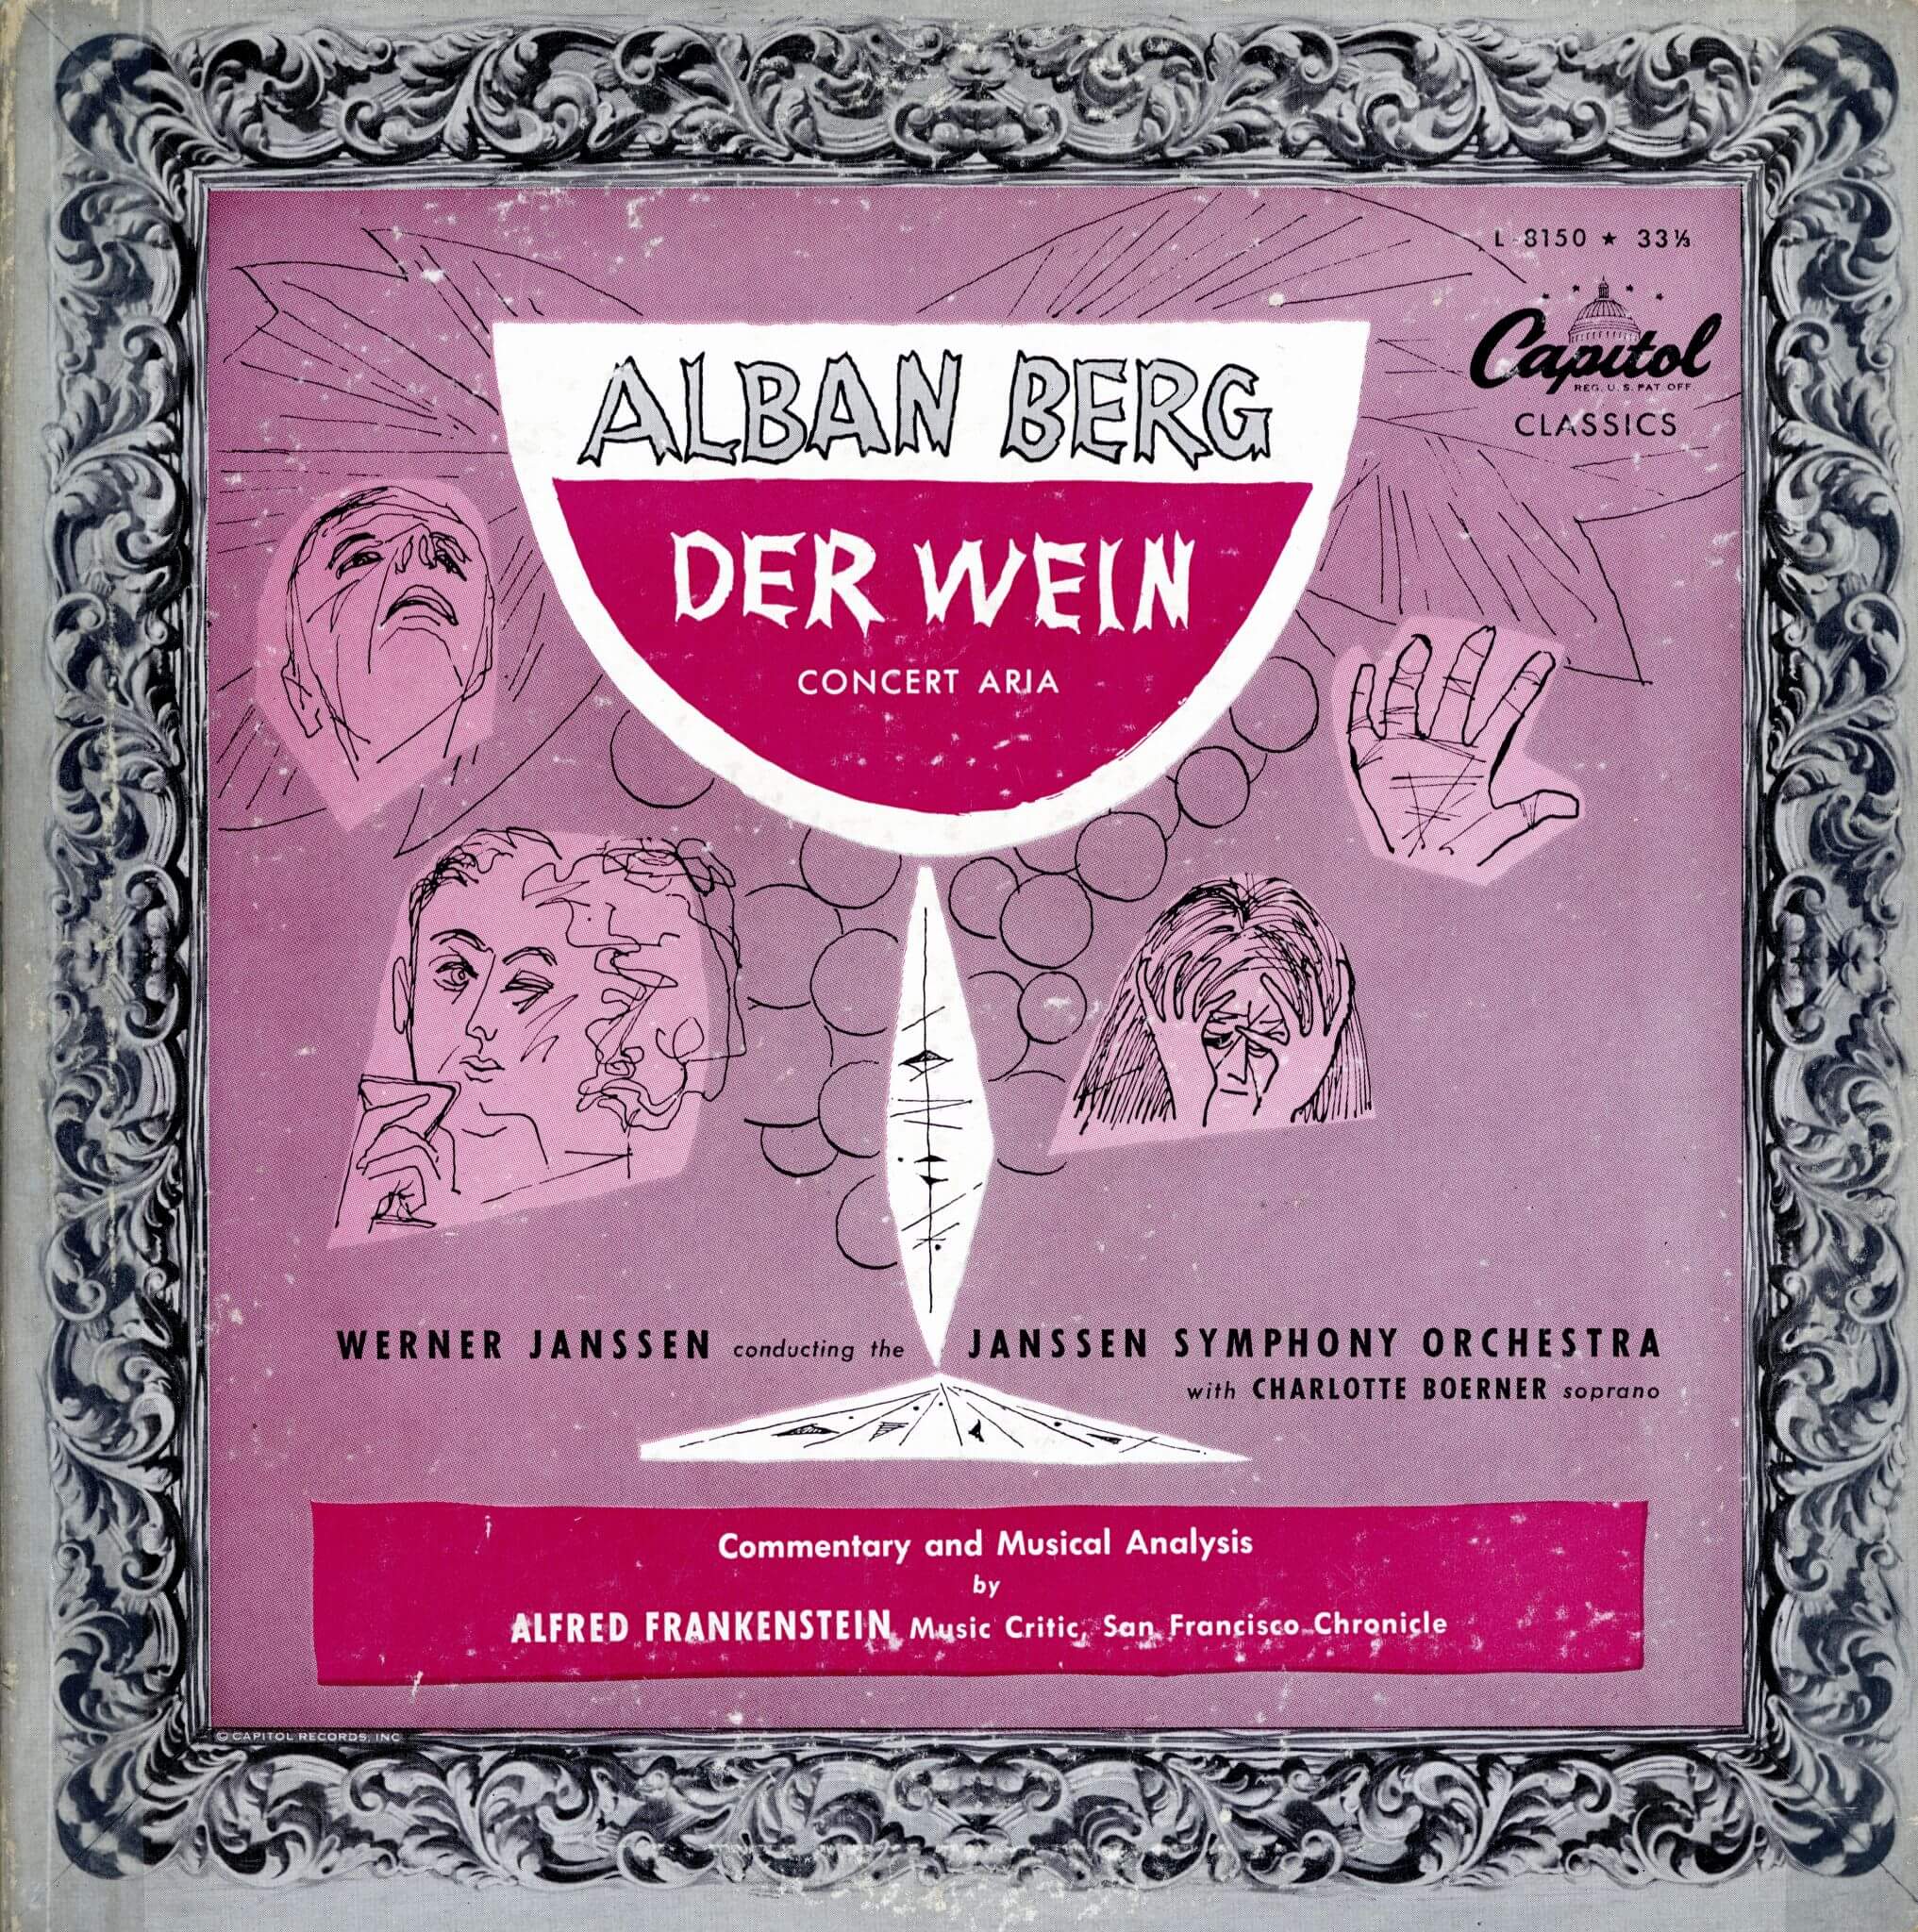 L-8150 ★ 33⅓
Capitol
REG. U. S. PAT. OFF
CLASSICS
ALBAN BERG
DER WEIN
CONCERT ARIA
WERNER JANSSEN conducting the JANSSEN SYMPHONY ORCHESTRA
with CHARLOTTE BOERNER soprano
Commentary and Musical Analysis
by
ALFRED FRANKENSTEIN Music Critic, San Francisco Chronicle
© CAPITOL RECORDS, INC